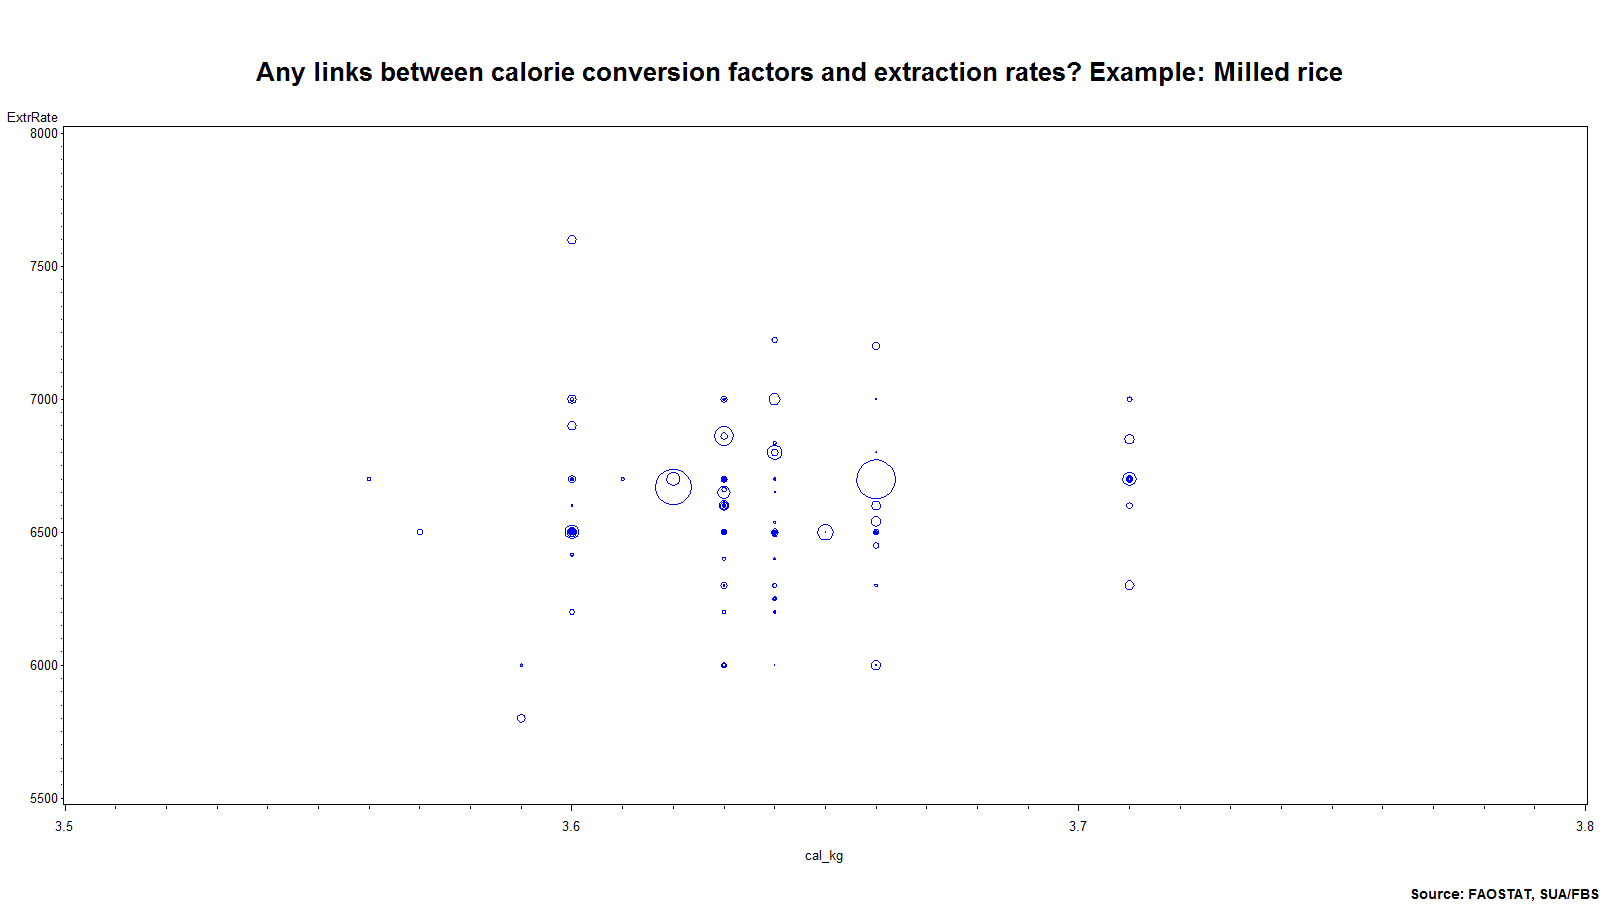 Any links between calorie conversion factors and extraction rates? Example: Milled rice
ExtrRate
8000
7500
7000
6500
6000
5500
3.5 3.6 3.7 3.8
cal_kg
Source: FAOSTAT, SUA/FBS